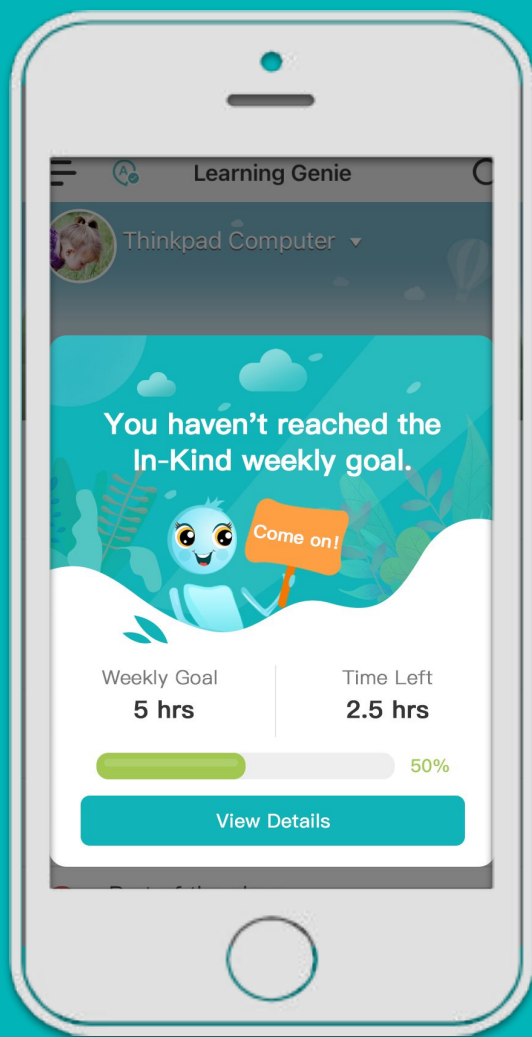 Learning Genie
Thinkpad Computer
You haven't reached the
In-Kind weekly goal.
Come on!
Weekly Goal
Time Left
5 hrs
2.5 hrs
50%
View Details